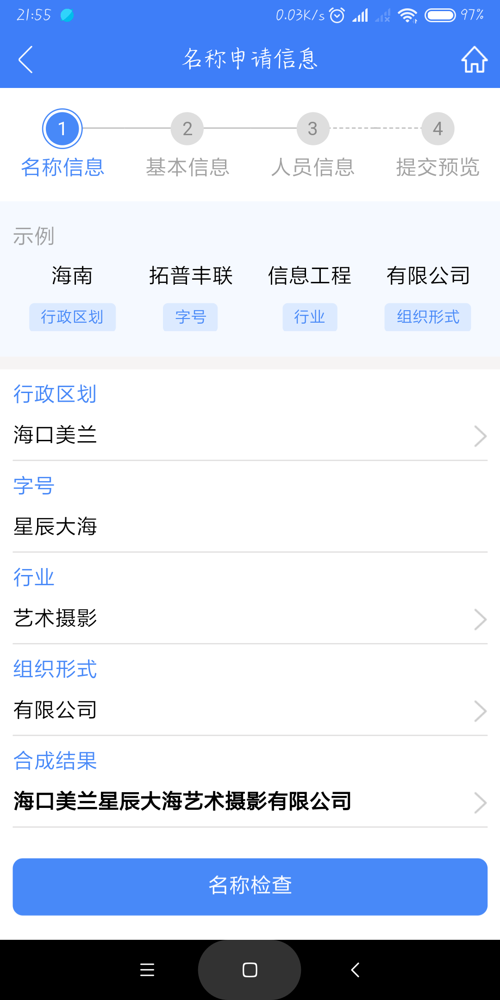 21:55 0.03K/s 97%
名称申请信息
1 2 3 4
名称信息 基本信息 人员信息 提交预览
示例
海南 拓普丰联 信息工程 有限公司
行政区划 字号 行业 组织形式
行政区划
海口美兰
字号
星辰大海
行业
艺术摄影
组织形式
有限公司
合成结果
海口美兰星辰大海艺术摄影有限公司
名称检查